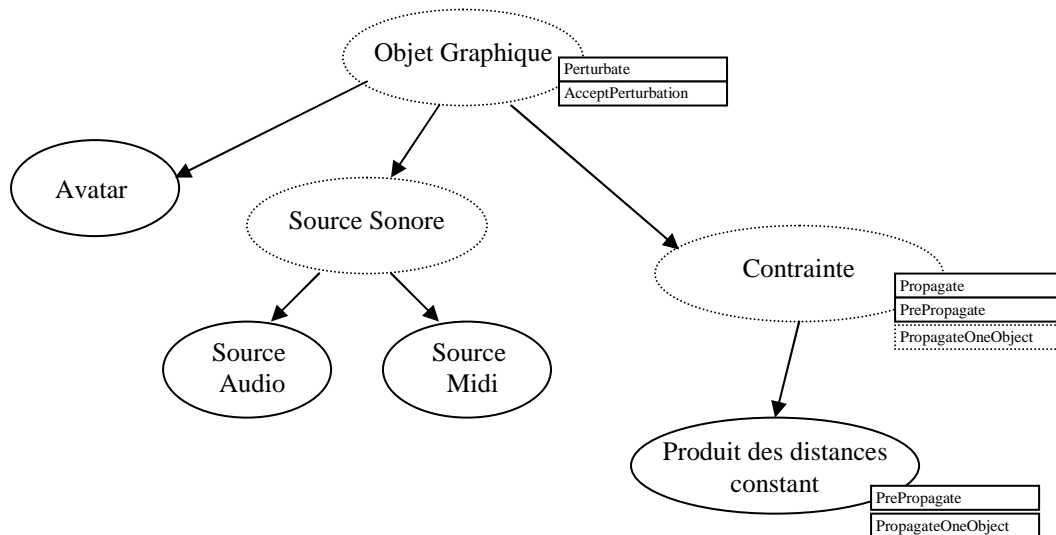 Objet Graphique
Perturbate
AcceptPerturbation
Avatar
Source Sonore
Contrainte
Propagate
PrePropagate
PropagateOneObject
Source
Audio
Source
Midi
Produit des distances
constant
PrePropagate
PropagateOneObject